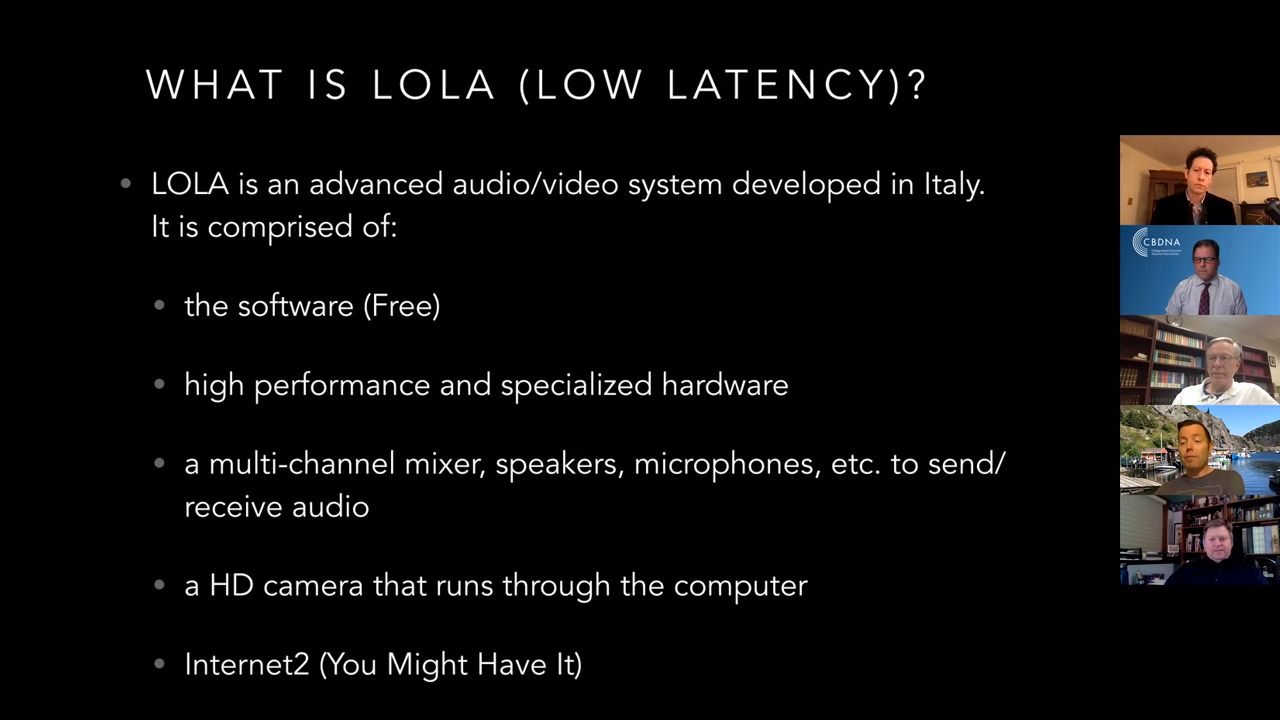 WHAT IS LOLA (LOW LATENCY)?
• LOLA is an advanced audio/video system developed in Italy.
It is comprised of:
• the software (Free)
• high performance and specialized hardware
• a multi-channel mixer, speakers, microphones, etc. to send/
receive audio
• a HD camera that runs through the computer
• Internet2 (You Might Have It)
CBDNA